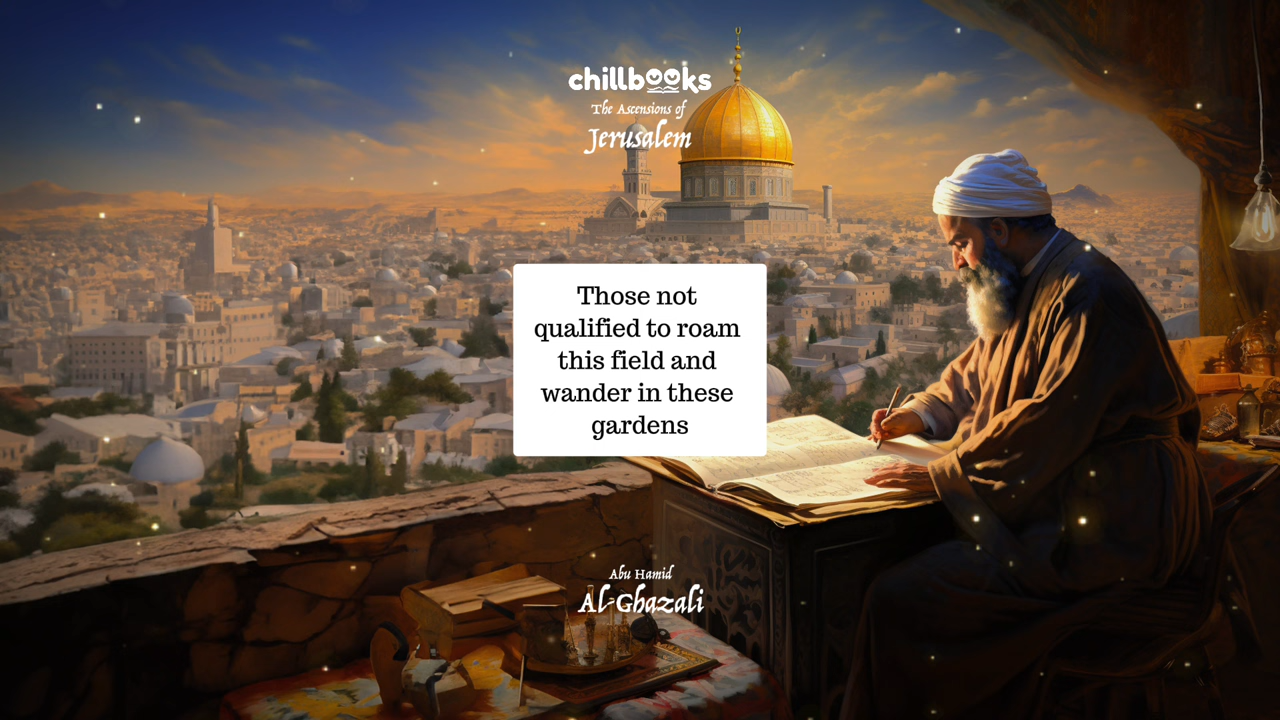 chillbooks
The Ascensions of
Jerusalem
Those not
qualified to roam
this field and
wander in these
gardens
Abu Hamid
Al-Ghazali